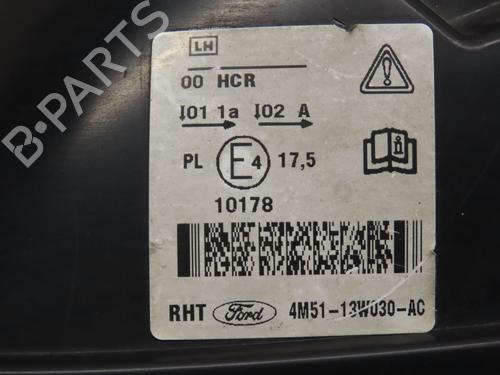 LH
00 HCR
01 1a 02 A
PL E4 17,5
10178
RHT Ford 4M51-13W030-AC
B-PARTS